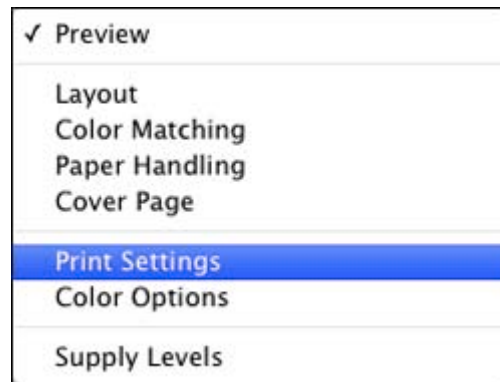 ✓ Preview
Layout
Color Matching
Paper Handling
Cover Page
Print Settings
Color Options
Supply Levels